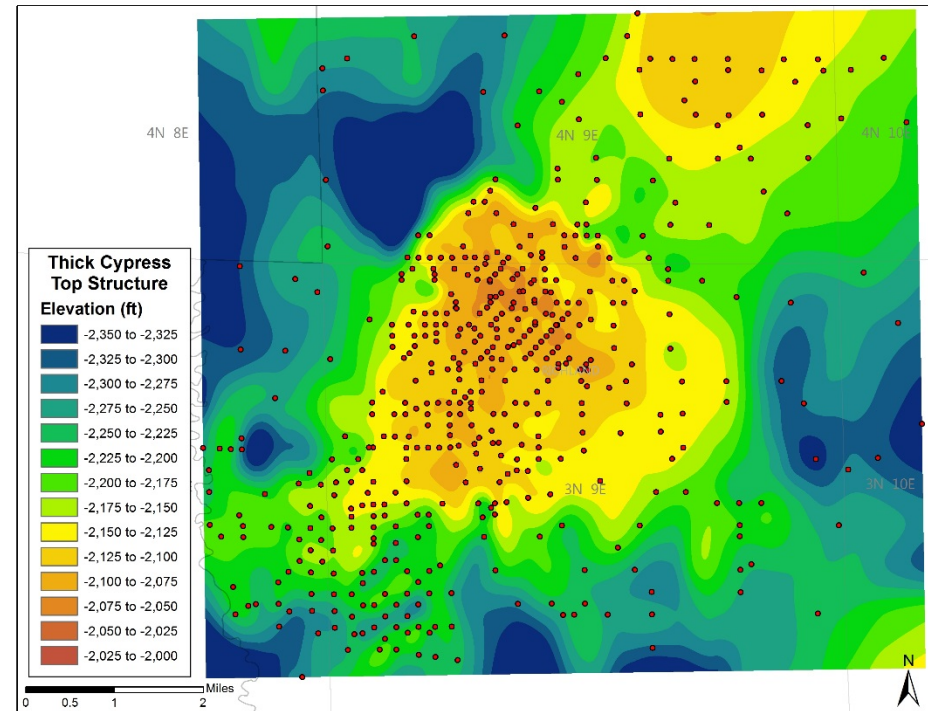 4N 8E
4N 9E
4N 10
Thick Cypress
Top Structure
Elevation (ft)
-2,350 to -2,325
-2,325 to -2,300
-2,300 to -2,275
-2,275 to -2,250
-2,250 to -2,225
-2,225 to -2,200
-2,200 to -2,175
-2,175 to -2,150
-2,150 to -2,125
-2,125 to -2,100
-2,100 to -2,075
-2,075 to -2,050
-2,050 to -2,025
-2,025 to -2,000
3N 9E
3N 10E
Miles
0 0.5 1 2
N